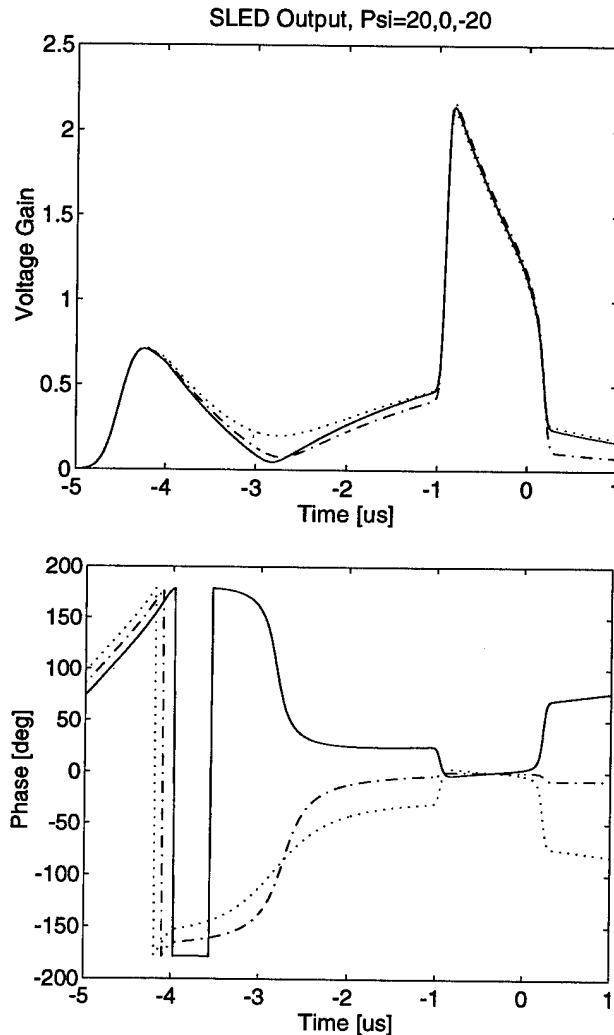 SLED Output, Psi=20,0,-20
2.5
2
1.5
1
0.5
0
Voltage Gain
-5 -4 -3 -2 -1 0 1
Time [us]
200
150
100
50
0
-50
-100
-150
-200
Phase [deg]
-5 -4 -3 -2 -1 0 1
Time [us]